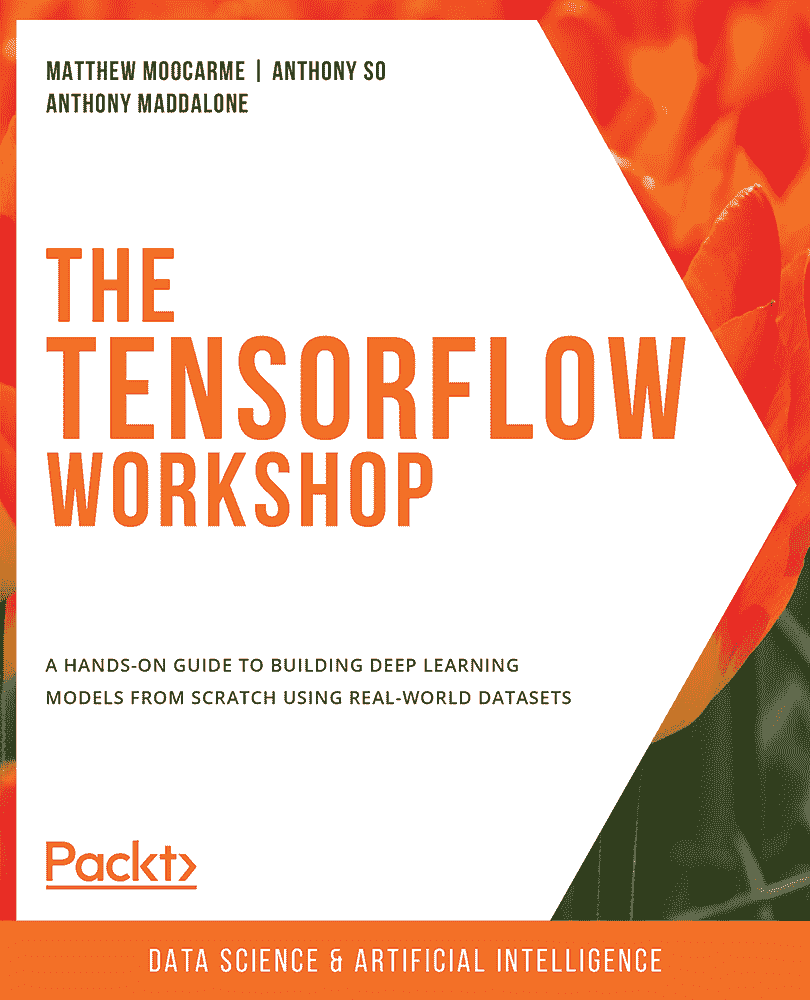 MATTHEW MOOCARME | ANTHONY SO
ANTHONY MADDALONE
THE
TENSORFLOW
WORKSHOP
A HANDS-ON GUIDE TO BUILDING DEEP LEARNING
MODELS FROM SCRATCH USING REAL-WORLD DATASETS
Packt>
DATA SCIENCE & ARTIFICIAL INTELLIGENCE